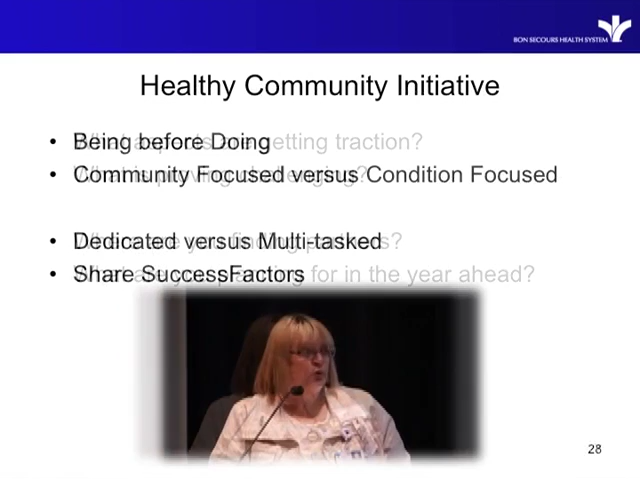 BON SECOURS HEALTH SYSTEM
Healthy Community Initiative
• Being before Doing
• Community Focused versus Condition Focused
• Dedicated versus Multi-tasked
• Share SuccessFactors
getting traction?
for in the year ahead?
28